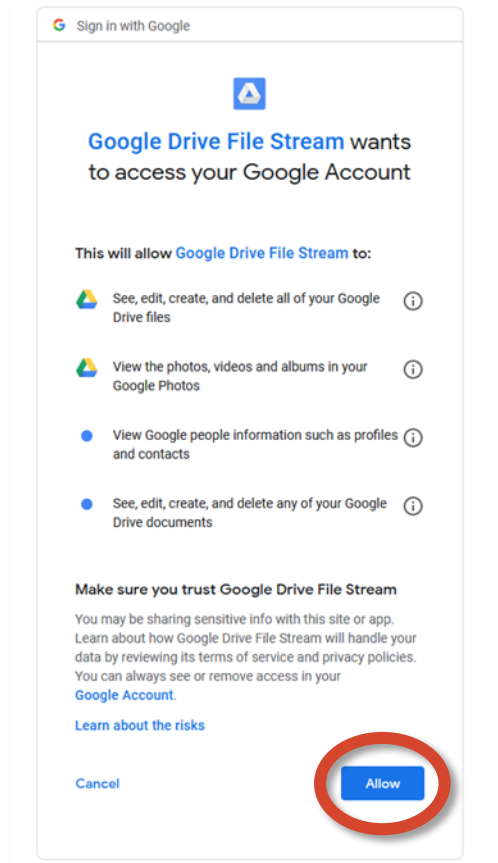 Sign in with Google
Google Drive File Stream wants
to access your Google Account
This will allow Google Drive File Stream to:
See, edit, create, and delete all of your Google
Drive files
View the photos, videos and albums in your
Google Photos
View Google people information such as profiles
and contacts
See, edit, create, and delete any of your Google
Drive documents
Make sure you trust Google Drive File Stream
You may be sharing sensitive info with this site or app.
Learn about how Google Drive File Stream will handle your
data by reviewing its terms of service and privacy policies.
You can always see or remove access in your
Google Account.
Learn about the risks
Cancel
Allow